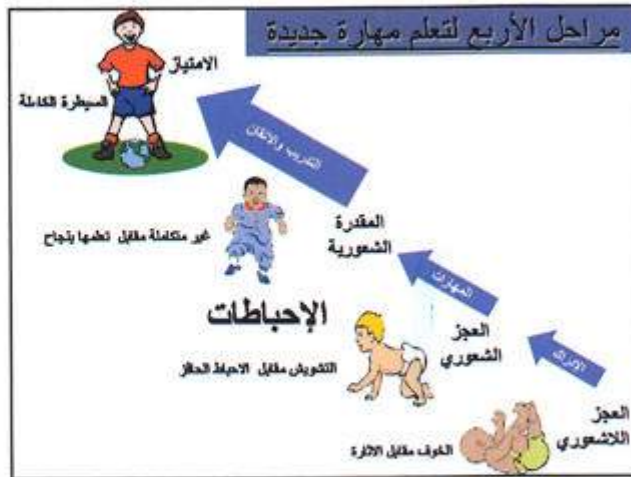 مراحل الأربع لتعلم مهارة جديدة
الامتياز
السيطرة الكاملة
التدريب والاتقان
المقدرة
الشعورية
غير متكاملة مقابل تعلمها بنجاح
المهارات
الإحباطات
العجز
الشعوري
التشويش مقابل الاحباط الحافز
الإدراك
العجز
اللاشعوري
الخوف مقابل الاثارة